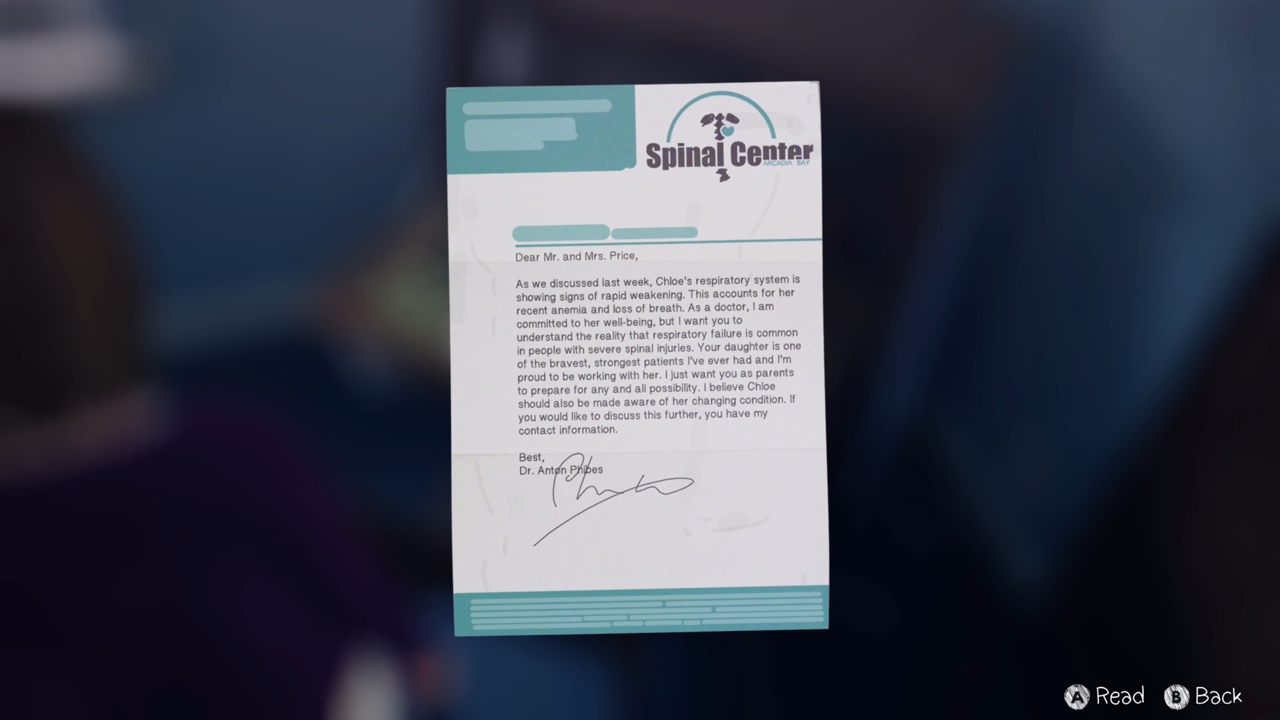 Spinal Center
ARCADIA BAY
Dear Mr. and Mrs. Price,
As we discussed last week, Chloe's respiratory system is
showing signs of rapid weakening. This accounts for her
recent anemia and loss of breath. As a doctor, I am
committed to her well-being, but I want you to
understand the reality that respiratory failure is common
in people with severe spinal injuries. Your daughter is one
of the bravest, strongest patients I've ever had and I'm
proud to be working with her. I just want you as parents
to prepare for any and all possibility. I believe Chloe
should also be made aware of her changing condition. If
you would like to discuss this further, you have my
contact information.
Best,
Dr. Anton Phibes
A Read B Back